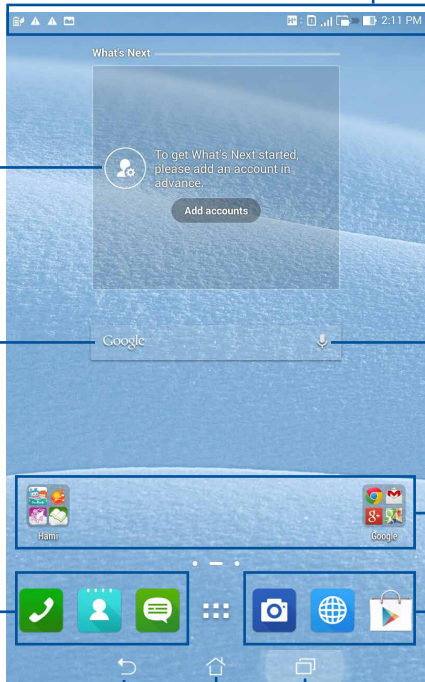 2:11 PM
What's Next
To get What's Next started,
please add an account in
advance.
Add accounts
Google
Hami
Google